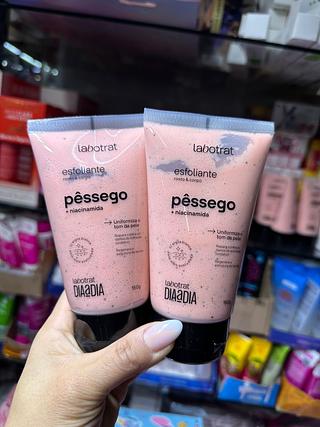 labotrat
esfoliante
rosto & corpo
pêssego
+ niacinamida
Uniformiza o
tom da pele
labotrat
DIA&DIA
labotrat
esfoliante
rosto & corpo
pêssego
+ niacinamida
Uniformiza o
tom da pele
labotrat
DIA&DIA